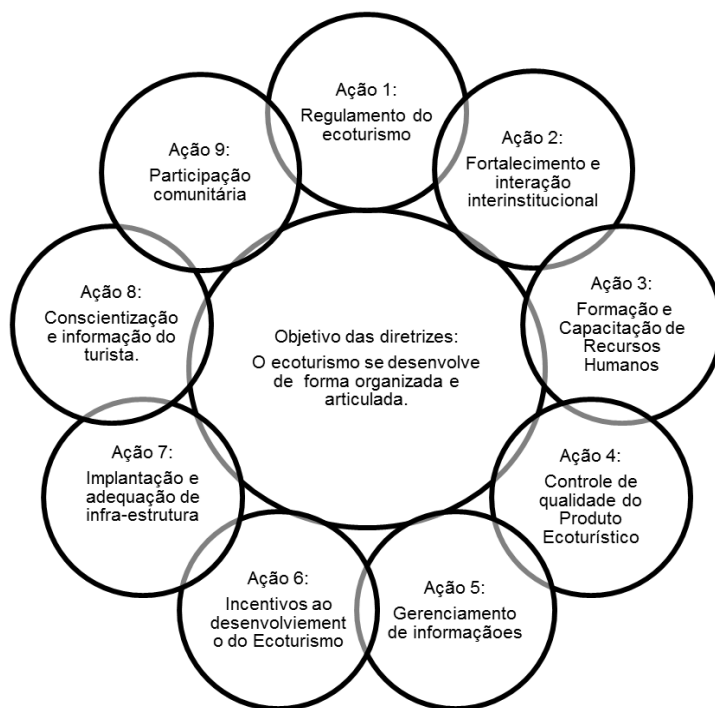 Ação 1:
Regulamento do
ecoturismo
Ação 2:
Fortalecimento e
interação
interinstitucional
Ação 3:
Formação e
Capacitação de
Recursos
Humanos
Ação 4:
Controle de
qualidade do
Produto
Ecoturístico
Ação 5:
Gerenciamento
de informaçãoes
Ação 6:
Incentivos ao
desenvolviement
o do Ecoturismo
Ação 7:
Implantação e
adequação de
infra-estrutura
Ação 8:
Conscientização
e informação do
turista.
Ação 9:
Participação
comunitária
Objetivo das diretrizes:
O ecoturismo se desenvolve
de forma organizada e
articulada.